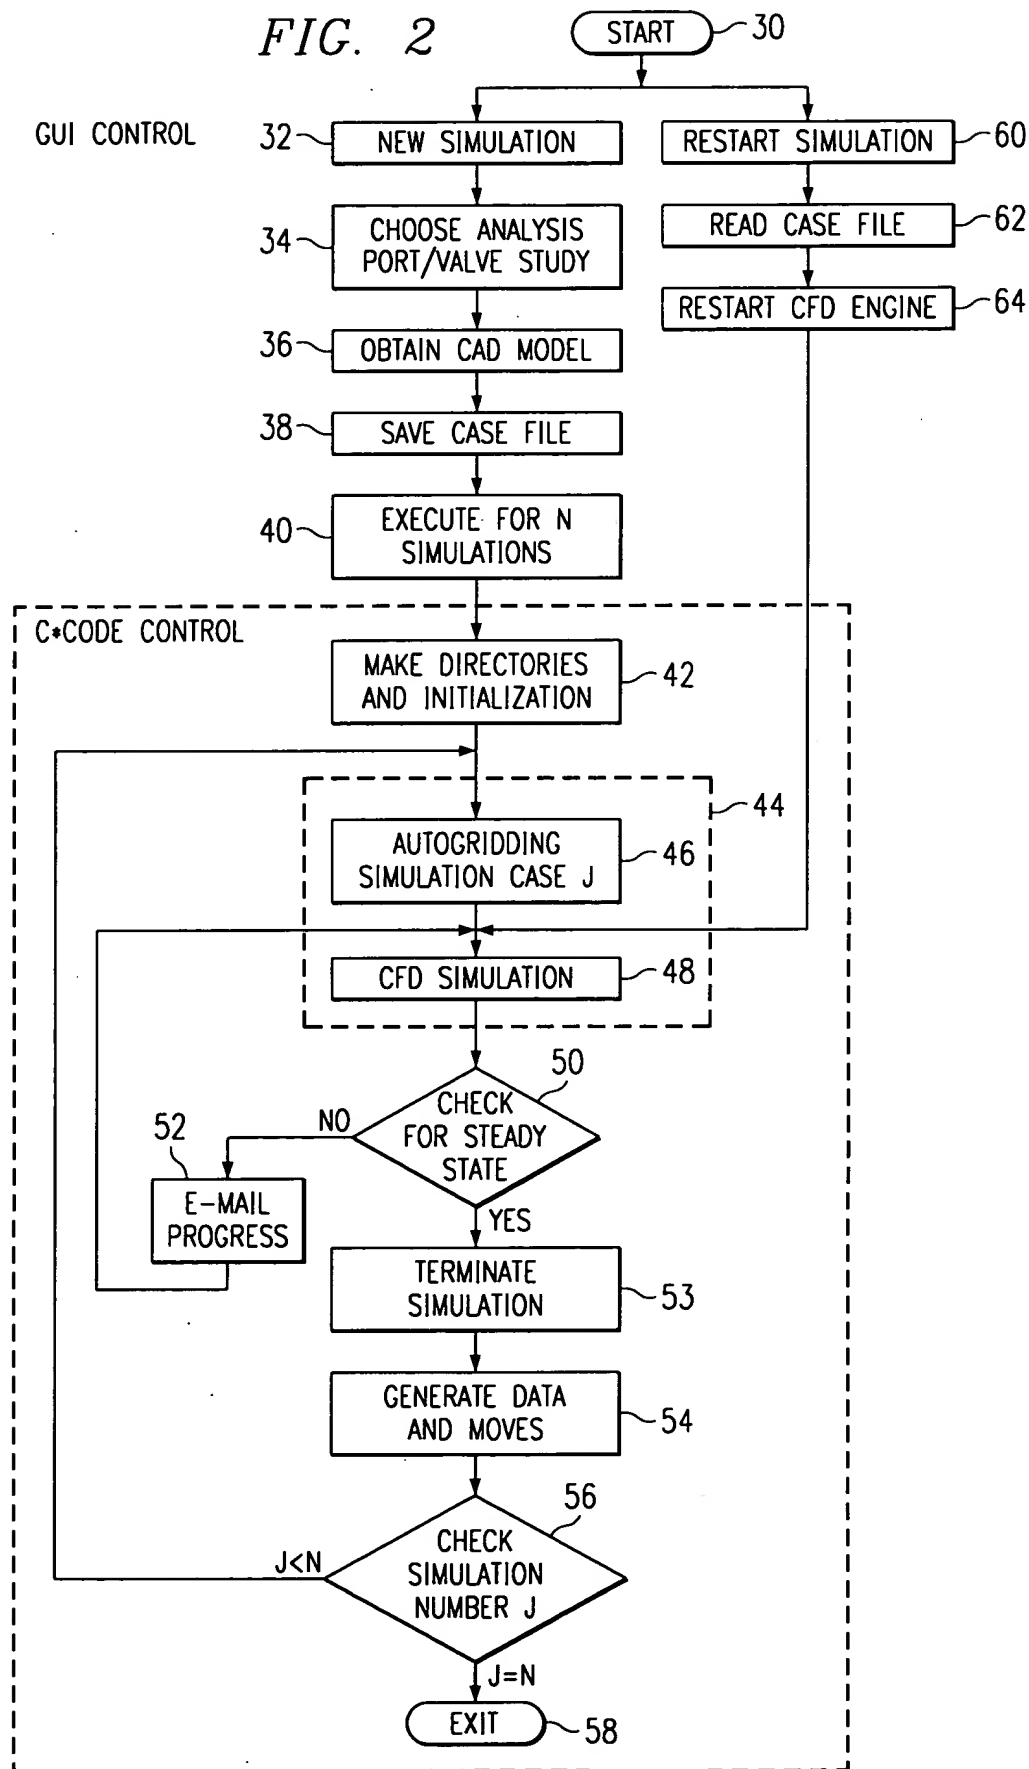 FIG. 2
START
30
GUI CONTROL
32
NEW SIMULATION
RESTART SIMULATION
60
34
CHOOSE ANALYSIS
PORT/VALVE STUDY
READ CASE FILE
62
36
OBTAIN CAD MODEL
RESTART CFD ENGINE
64
38
SAVE CASE FILE
40
EXECUTE FOR N
SIMULATIONS
C*CODE CONTROL
MAKE DIRECTORIES
AND INITIALIZATION
42
44
AUTOGRIDDING
SIMULATION CASE J
46
CFD SIMULATION
48
50
CHECK
FOR STEADY
STATE
NO
52
E-MAIL
PROGRESS
YES
TERMINATE
SIMULATION
53
GENERATE DATA
AND MOVES
54
56
CHECK
SIMULATION
NUMBER J
J<N
J=N
EXIT
58